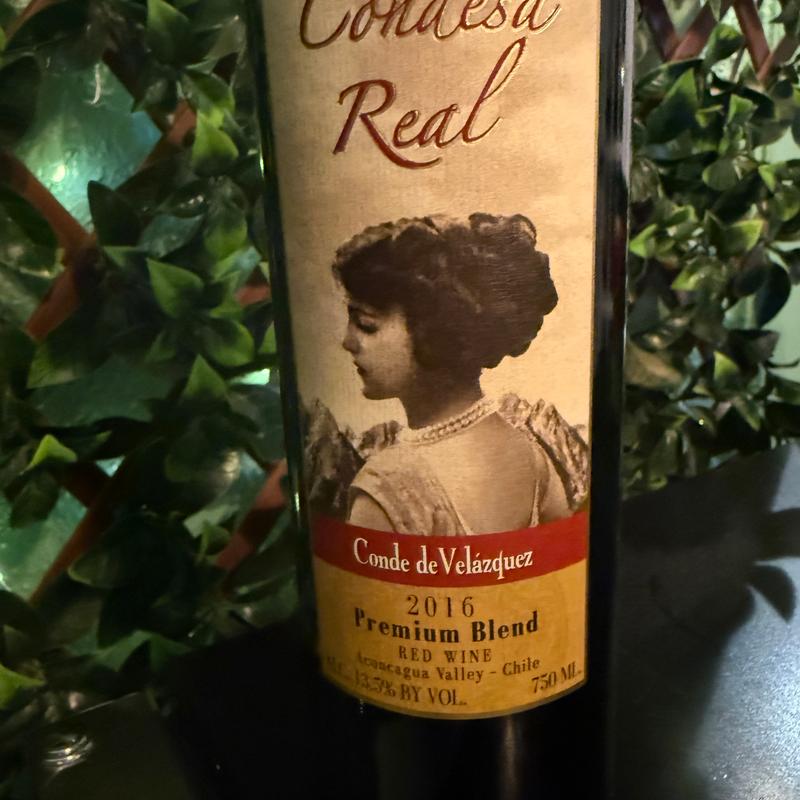 Condesa
Real
Conde de Velázquez
2016
Premium Blend
RED WINE
Aconcagua Valley - Chile
ALC. 13.5% BY VOL.
750 ML.